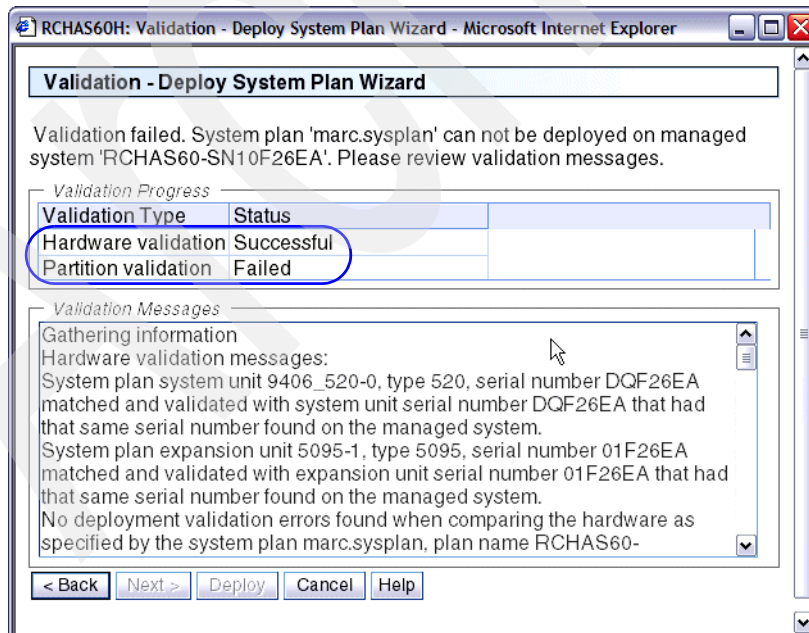 RCHAS60H: Validation - Deploy System Plan Wizard - Microsoft Internet Explorer
Validation - Deploy System Plan Wizard
Validation failed. System plan 'marc.sysplan' can not be deployed on managed
system 'RCHAS60-SN10F26EA'. Please review validation messages.
Validation Progress
Validation Type Status
Hardware validation Successful
Partition validation Failed
Validation Messages
Gathering information
Hardware validation messages:
System plan system unit 9406_520-0, type 520, serial number DQF26EA
matched and validated with system unit serial number DQF26EA that had
that same serial number found on the managed system.
System plan expansion unit 5095-1, type 5095, serial number 01F26EA
matched and validated with expansion unit serial number 01F26EA that had
that same serial number found on the managed system.
No deployment validation errors found when comparing the hardware as
specified by the system plan marc.sysplan, plan name RCHAS60-
< Back Next > Deploy Cancel Help